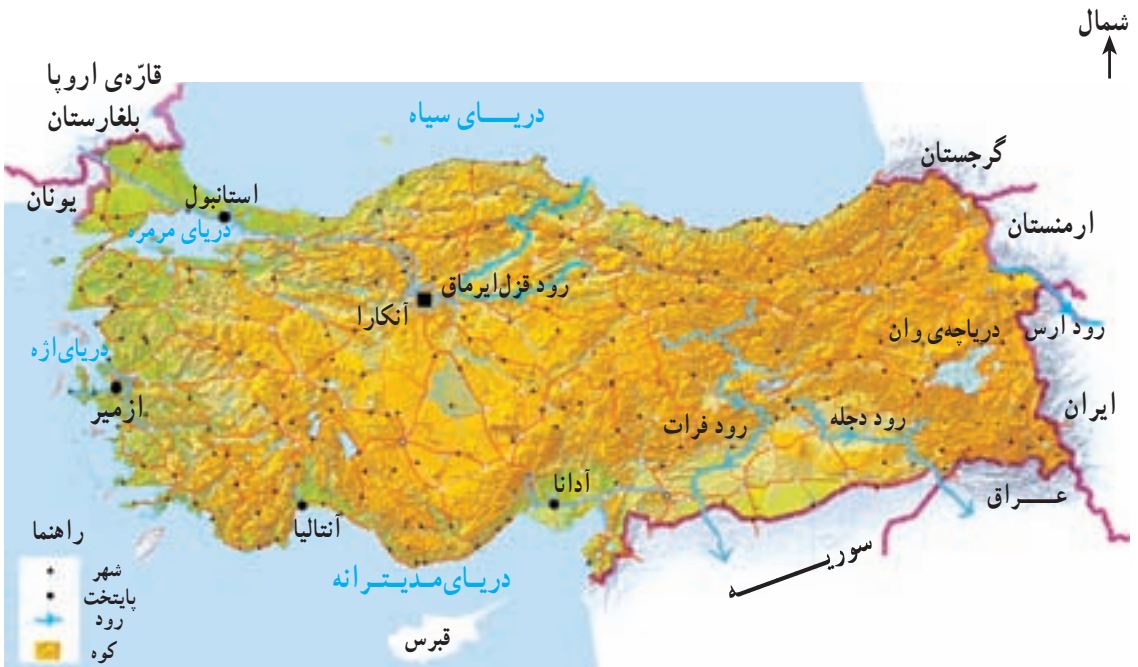 شمال
قارّه‌ی اروپا
بلغارستان
دریـــای سیاه
گرجستان
یونان
استانبول
دریای مرمره
ارمنستان
رود قزل‌ایرماق
آنکارا
رود ارس
دریاچه‌ی وان
دریای‌اژه
ازمیر
ایران
رود فرات
رود دجله
آدانا
آنتالیا
عـــراق
سوریـــــــه
دریـای‌مـدیـتـرانه
قبرس
راهنما
شهر
پایتخت
رود
کوه